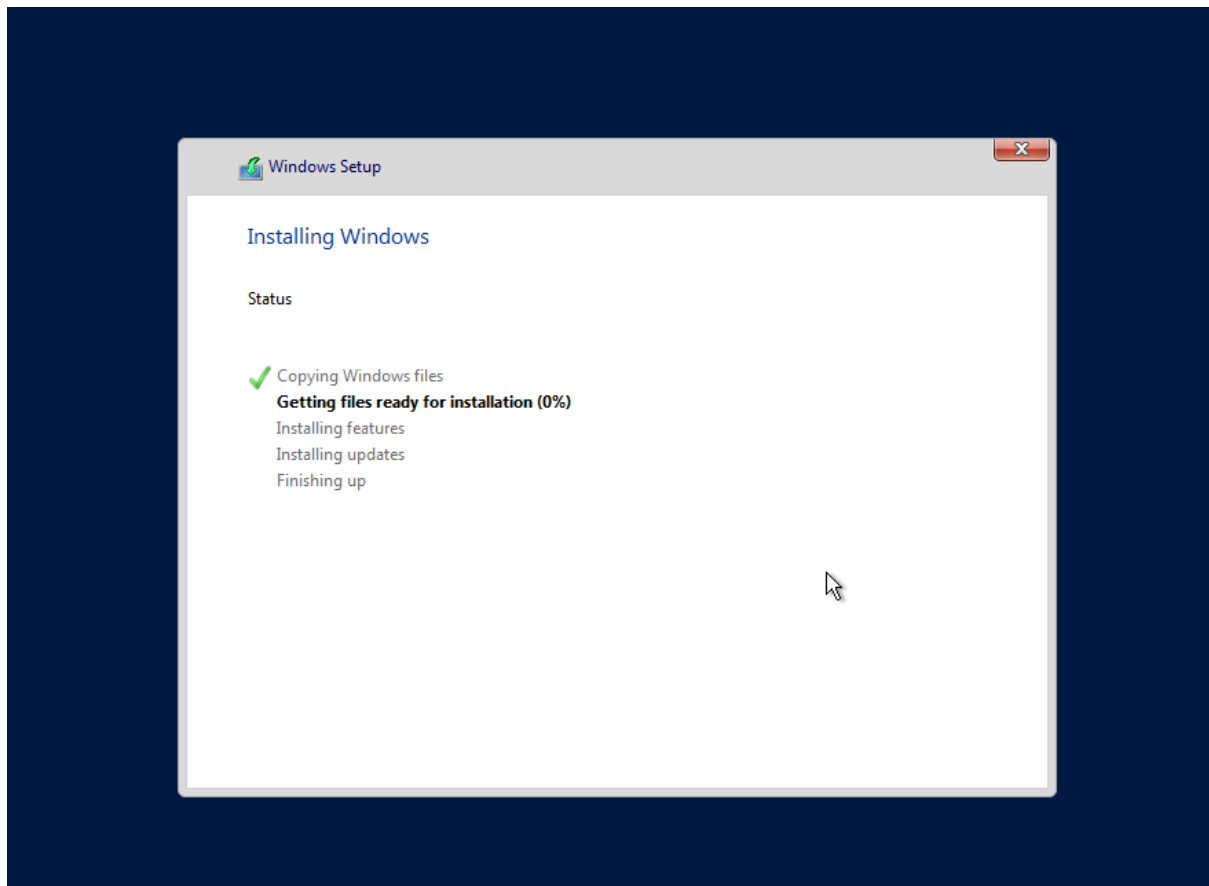 Windows Setup
Installing Windows
Status
Copying Windows files
Getting files ready for installation (0%)
Installing features
Installing updates
Finishing up